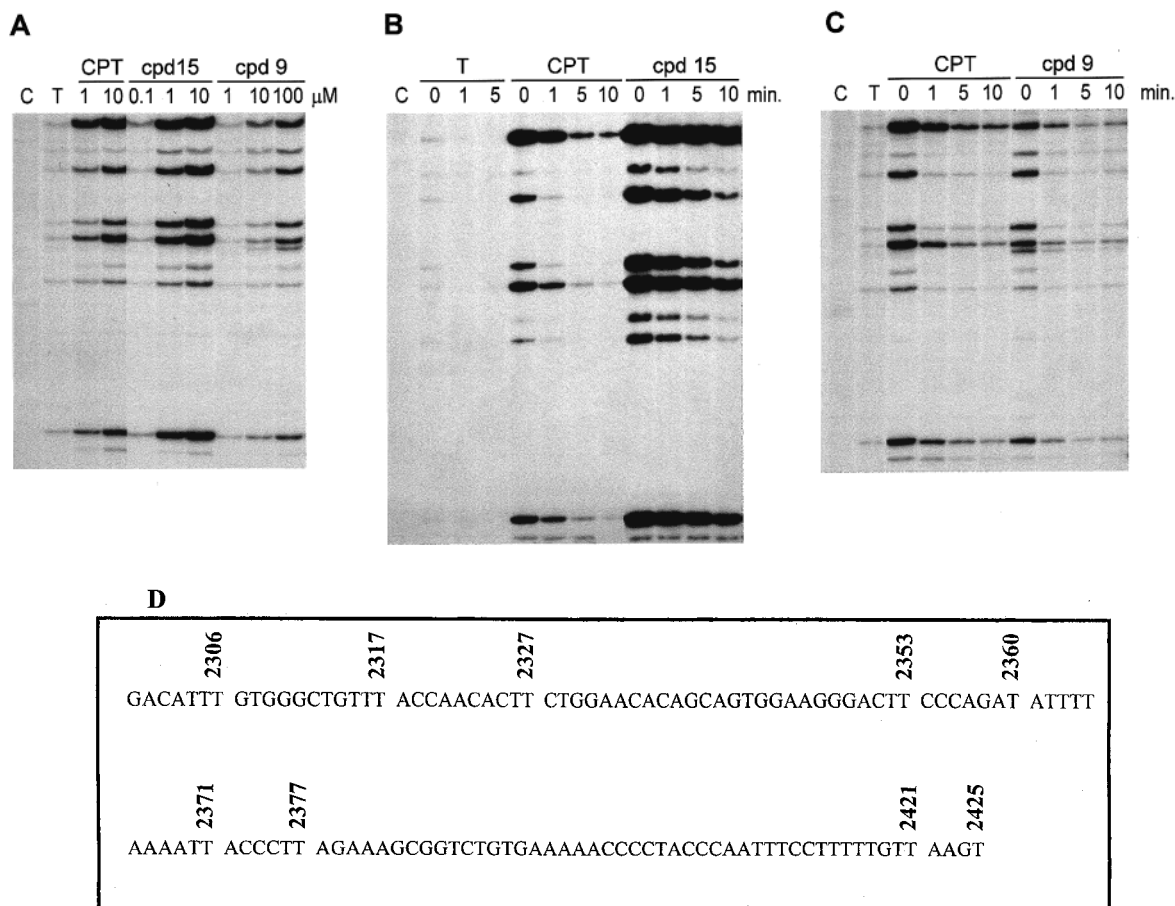 A
CPT cpd15 cpd 9
C T 1 10 0.1 1 10 1 10 100 µM
B
T CPT cpd 15
C 0 1 5 0 1 5 10 0 1 5 10 min.
C
CPT cpd 9
C T 0 1 5 10 0 1 5 10 min.
D
2306 2317 2327 2353 2360
GACATTT GTGGGCTGTTT ACCAACACTT CTGGAACACAGCAGTGGAAGGGACTT CCCAGAT ATTTT
2371 2377 2421 2425
AAAATT ACCCTT AGAAAGCGGTCTGTGAAAAACCCCTACCCAATTTCCTTTTTGTT AAGT